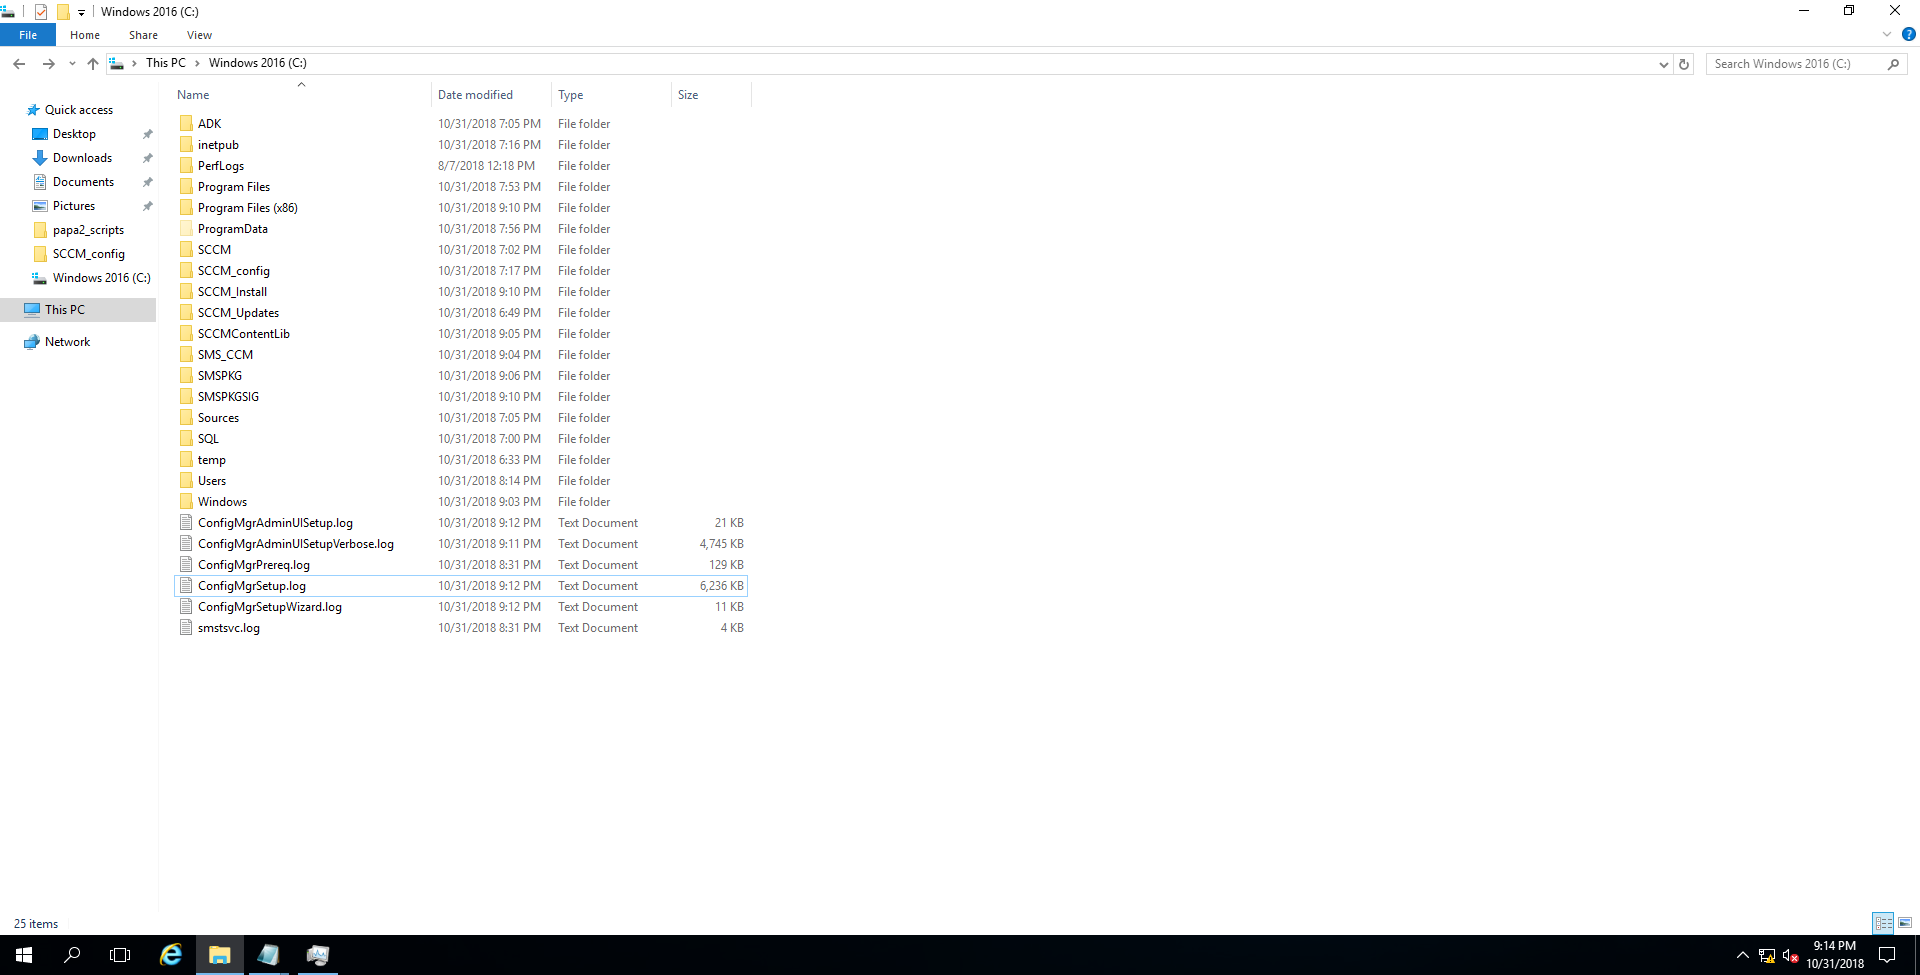 Windows 2016 (C:)
File Home Share View
This PC Windows 2016 (C:) Search Windows 2016 (C:)
Quick access
Desktop
Downloads
Documents
Pictures
papa2_scripts
SCCM_config
Windows 2016 (C:)
This PC
Network
Name Date modified Type Size
ADK 10/31/2018 7:05 PM File folder
inetpub 10/31/2018 7:16 PM File folder
PerfLogs 8/7/2018 12:18 PM File folder
Program Files 10/31/2018 7:53 PM File folder
Program Files (x86) 10/31/2018 9:10 PM File folder
ProgramData 10/31/2018 7:56 PM File folder
SCCM 10/31/2018 7:02 PM File folder
SCCM_config 10/31/2018 7:17 PM File folder
SCCM_Install 10/31/2018 9:10 PM File folder
SCCM_Updates 10/31/2018 6:49 PM File folder
SCCMContentLib 10/31/2018 9:05 PM File folder
SMS_CCM 10/31/2018 9:04 PM File folder
SMSPKG 10/31/2018 9:06 PM File folder
SMSPKGSIG 10/31/2018 9:10 PM File folder
Sources 10/31/2018 7:05 PM File folder
SQL 10/31/2018 7:00 PM File folder
temp 10/31/2018 6:33 PM File folder
Users 10/31/2018 8:14 PM File folder
Windows 10/31/2018 9:03 PM File folder
ConfigMgrAdminUISetup.log 10/31/2018 9:12 PM Text Document 21 KB
ConfigMgrAdminUISetupVerbose.log 10/31/2018 9:11 PM Text Document 4,745 KB
ConfigMgrPrereq.log 10/31/2018 8:31 PM Text Document 129 KB
ConfigMgrSetup.log 10/31/2018 9:12 PM Text Document 6,236 KB
ConfigMgrSetupWizard.log 10/31/2018 9:12 PM Text Document 11 KB
smstsvc.log 10/31/2018 8:31 PM Text Document 4 KB
25 items
9:14 PM
10/31/2018